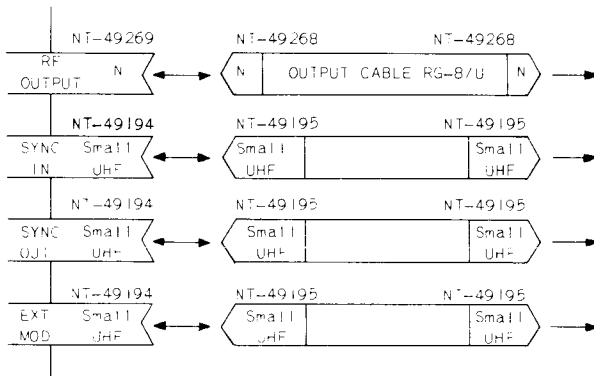 NT-49269 NT-49268 NT-49268
RF N N OUTPUT CABLE RG-8/U N
OUTPUT
NT-49194 NT-49195 NT-49195
SYNC Small Small Small
IN UHF UHF UHF
NT-49194 NT-49195 NT-49195
SYNC Small Small Small
OUT UHF UHF UHF
NT-49194 NT-49195 NT-49195
EXT Small Small Small
MOD UHF UHF UHF